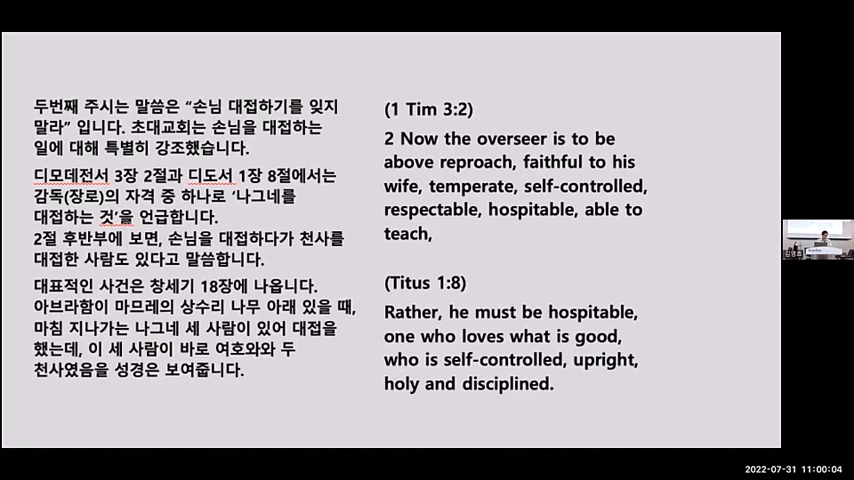 두번째 주시는 말씀은 “손님 대접하기를 잊지
말라” 입니다. 초대교회는 손님을 대접하는
일에 대해 특별히 강조했습니다.
디모데전서 3장 2절과 디도서 1장 8절에서는
감독(장로)의 자격 중 하나로 ‘나그네를
대접하는 것’을 언급합니다.
2절 후반부에 보면, 손님을 대접하다가 천사를
대접한 사람도 있다고 말씀합니다.
대표적인 사건은 창세기 18장에 나옵니다.
아브라함이 마므레의 상수리 나무 아래 있을 때,
마침 지나가는 나그네 세 사람이 있어 대접을
했는데, 이 세 사람이 바로 여호와와 두
천사였음을 성경은 보여줍니다.
(1 Tim 3:2)
2 Now the overseer is to be
above reproach, faithful to his
wife, temperate, self-controlled,
respectable, hospitable, able to
teach,
(Titus 1:8)
Rather, he must be hospitable,
one who loves what is good,
who is self-controlled, upright,
holy and disciplined.
2022-07-31 11:00:04